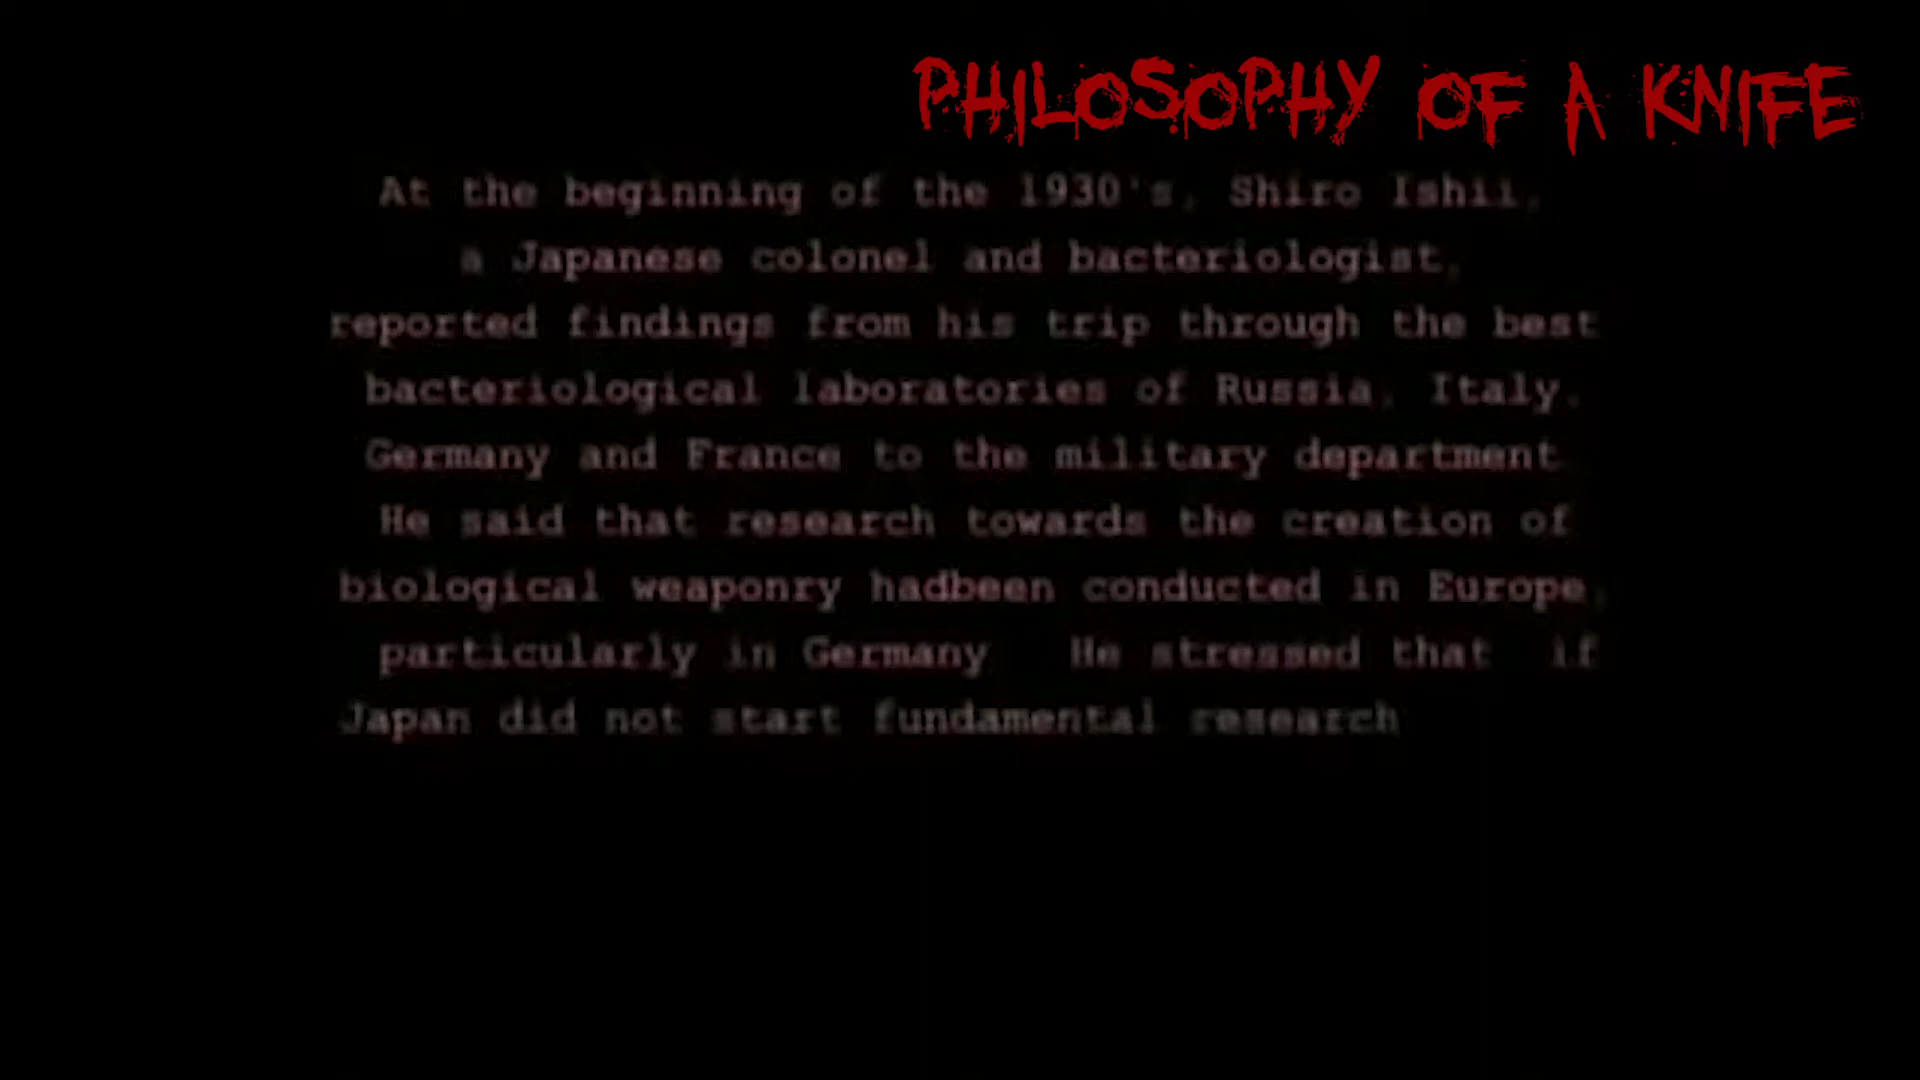 PHILOSOPHY OF A KNIFE
At the beginning of the 1930's, Shiro Ishii,
a Japanese colonel and bacteriologist,
reported findings from his trip through the best
bacteriological laboratories of Russia, Italy,
Germany and France to the military department
He said that research towards the creation of
biological weaponry hadbeen conducted in Europe,
particularly in Germany He stressed that if
Japan did not start fundamental research